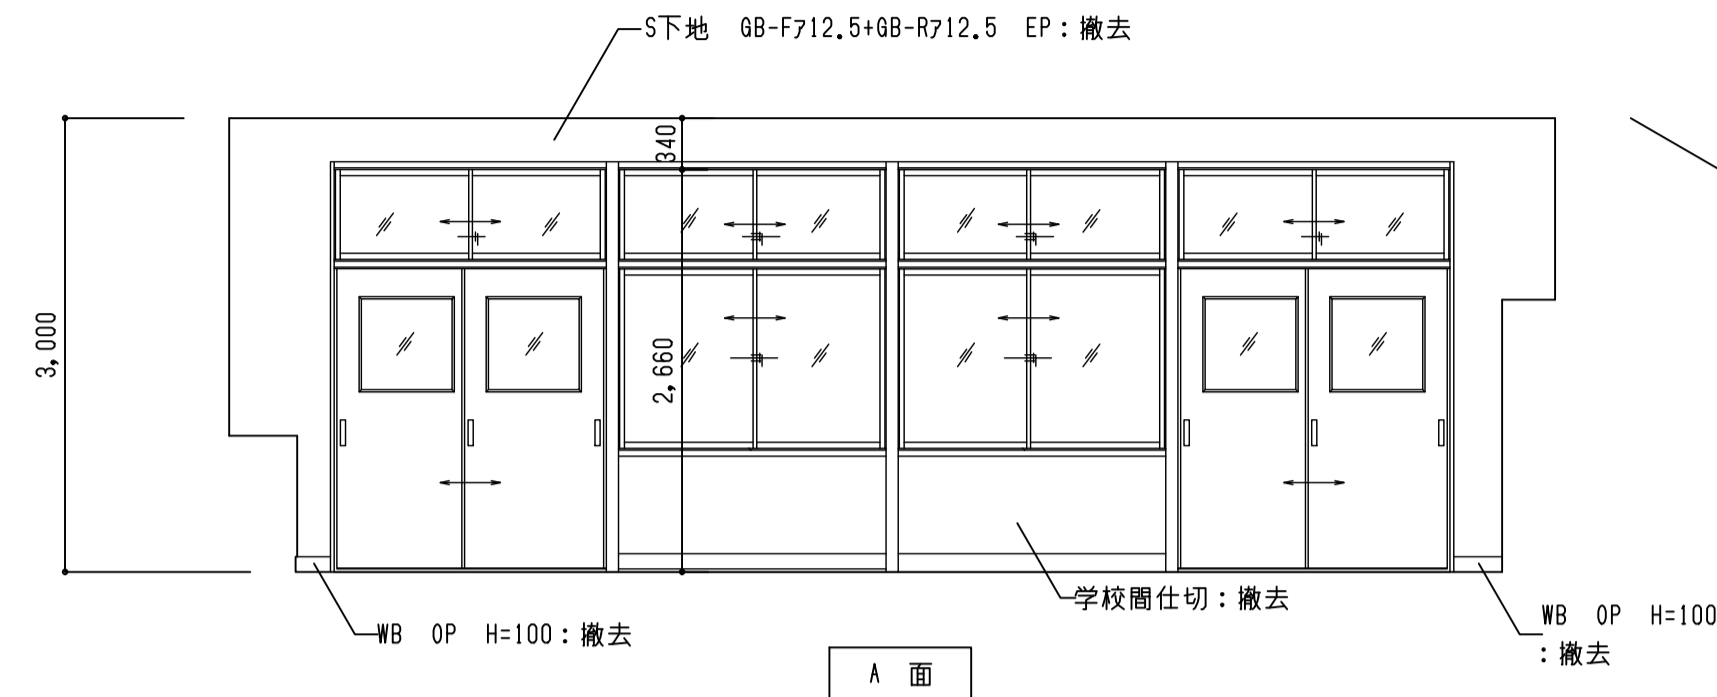 S下地 GB-Fア12.5+GB-Rア12.5 EP：撤去
340
3,000
2,660
学校間仕切：撤去
WB OP H=100：撤去
WB OP H=100
：撤去
A 面